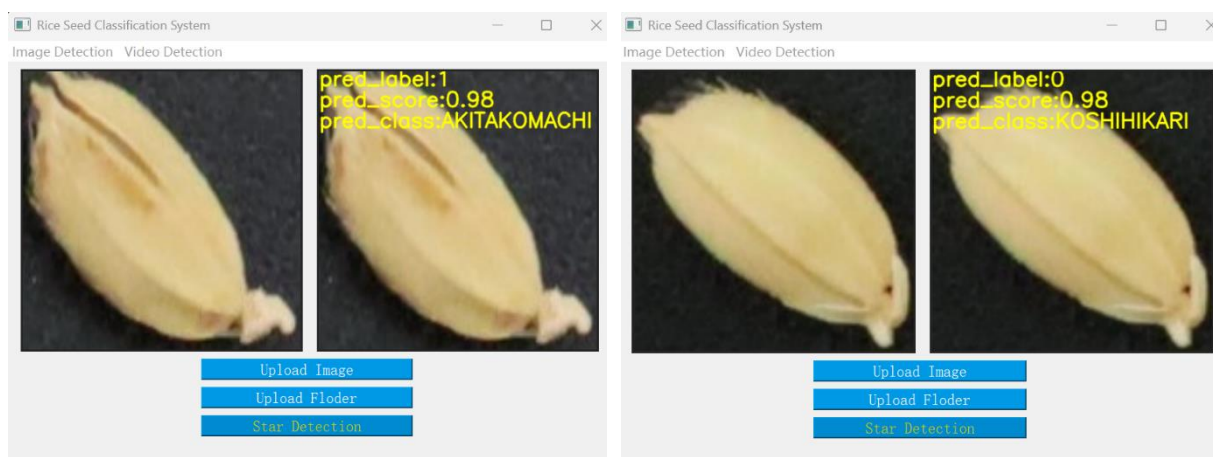 Rice Seed Classification System
Image Detection Video Detection
pred_label:1
pred_score:0.98
pred_class:AKITAKOMACHI
Upload Image
Upload Floder
Star Detection
Rice Seed Classification System
Image Detection Video Detection
pred_label:0
pred_score:0.98
pred_class:KOSHIHIKARI
Upload Image
Upload Floder
Star Detection